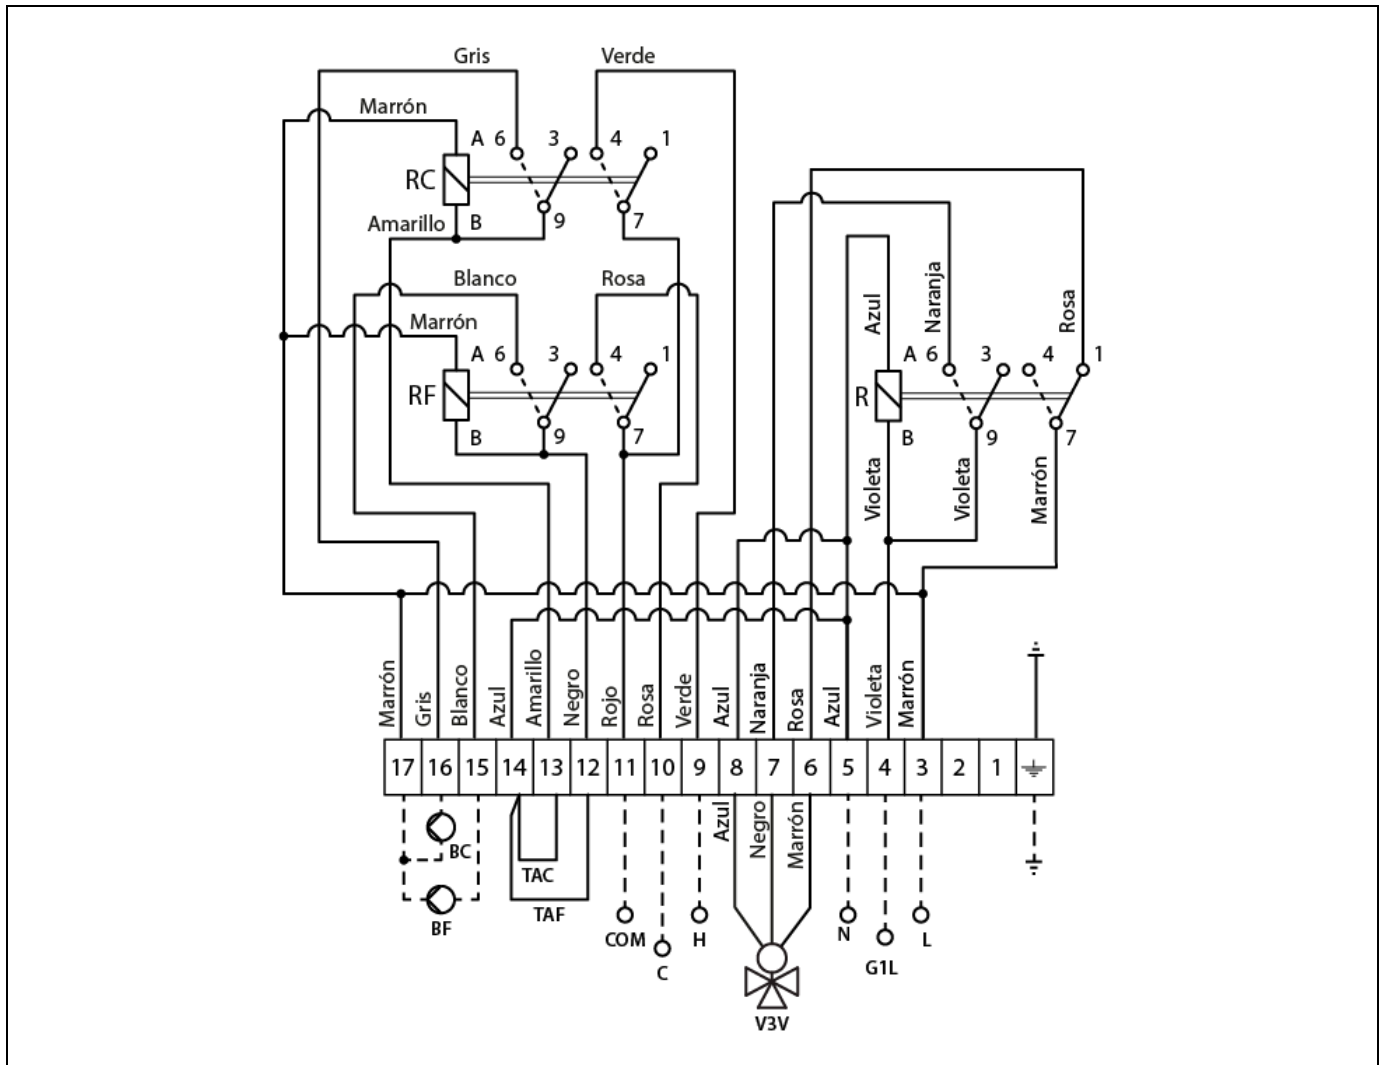 Gris Verde
Marrón
A 6 3 4 1
RC
Amarillo B 9 7
Blanco Rosa
Marrón
A 6 3 4 1
RF
B 9 7
Azul Naranja Rosa
A 6 3 4 1
R
B 9 7
Violeta Violeta Marrón
Marrón Gris Blanco Azul Amarillo Negro Rojo Rosa Verde Azul Naranja Rosa Azul Violeta Marrón
17 16 15 14 13 12 11 10 9 8 7 6 5 4 3 2 1
Azul Negro Marrón
BC
TAC
BF TAF
COM H N L
C G1L
V3V